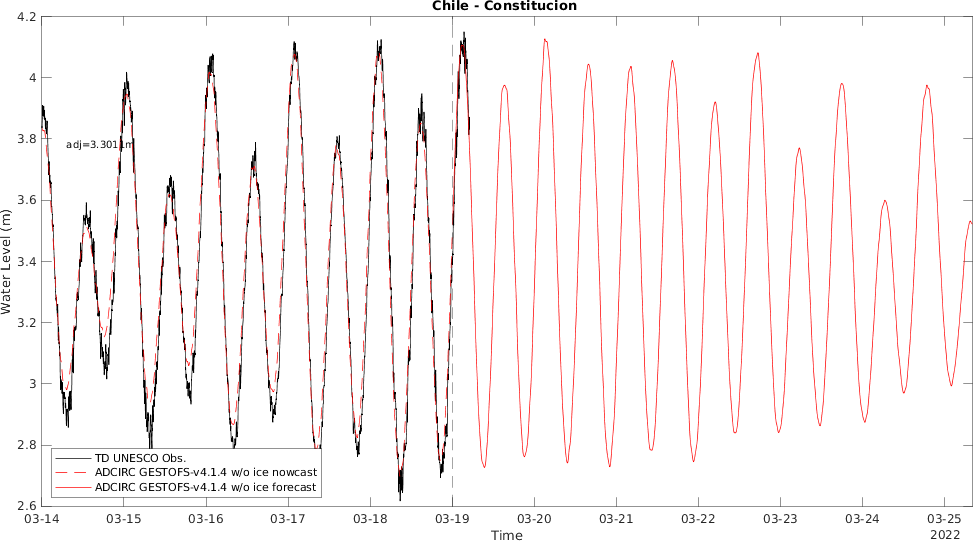 Chile - Constitucion
4.2
4
3.8
3.6
3.4
3.2
3
2.8
2.6
Water Level (m)
adj=3.3011m
TD UNESCO Obs.
ADCIRC GESTOFS-v4.1.4 w/o ice nowcast
ADCIRC GESTOFS-v4.1.4 w/o ice forecast
03-14 03-15 03-16 03-17 03-18 03-19 03-20 03-21 03-22 03-23 03-24 03-25
Time
2022